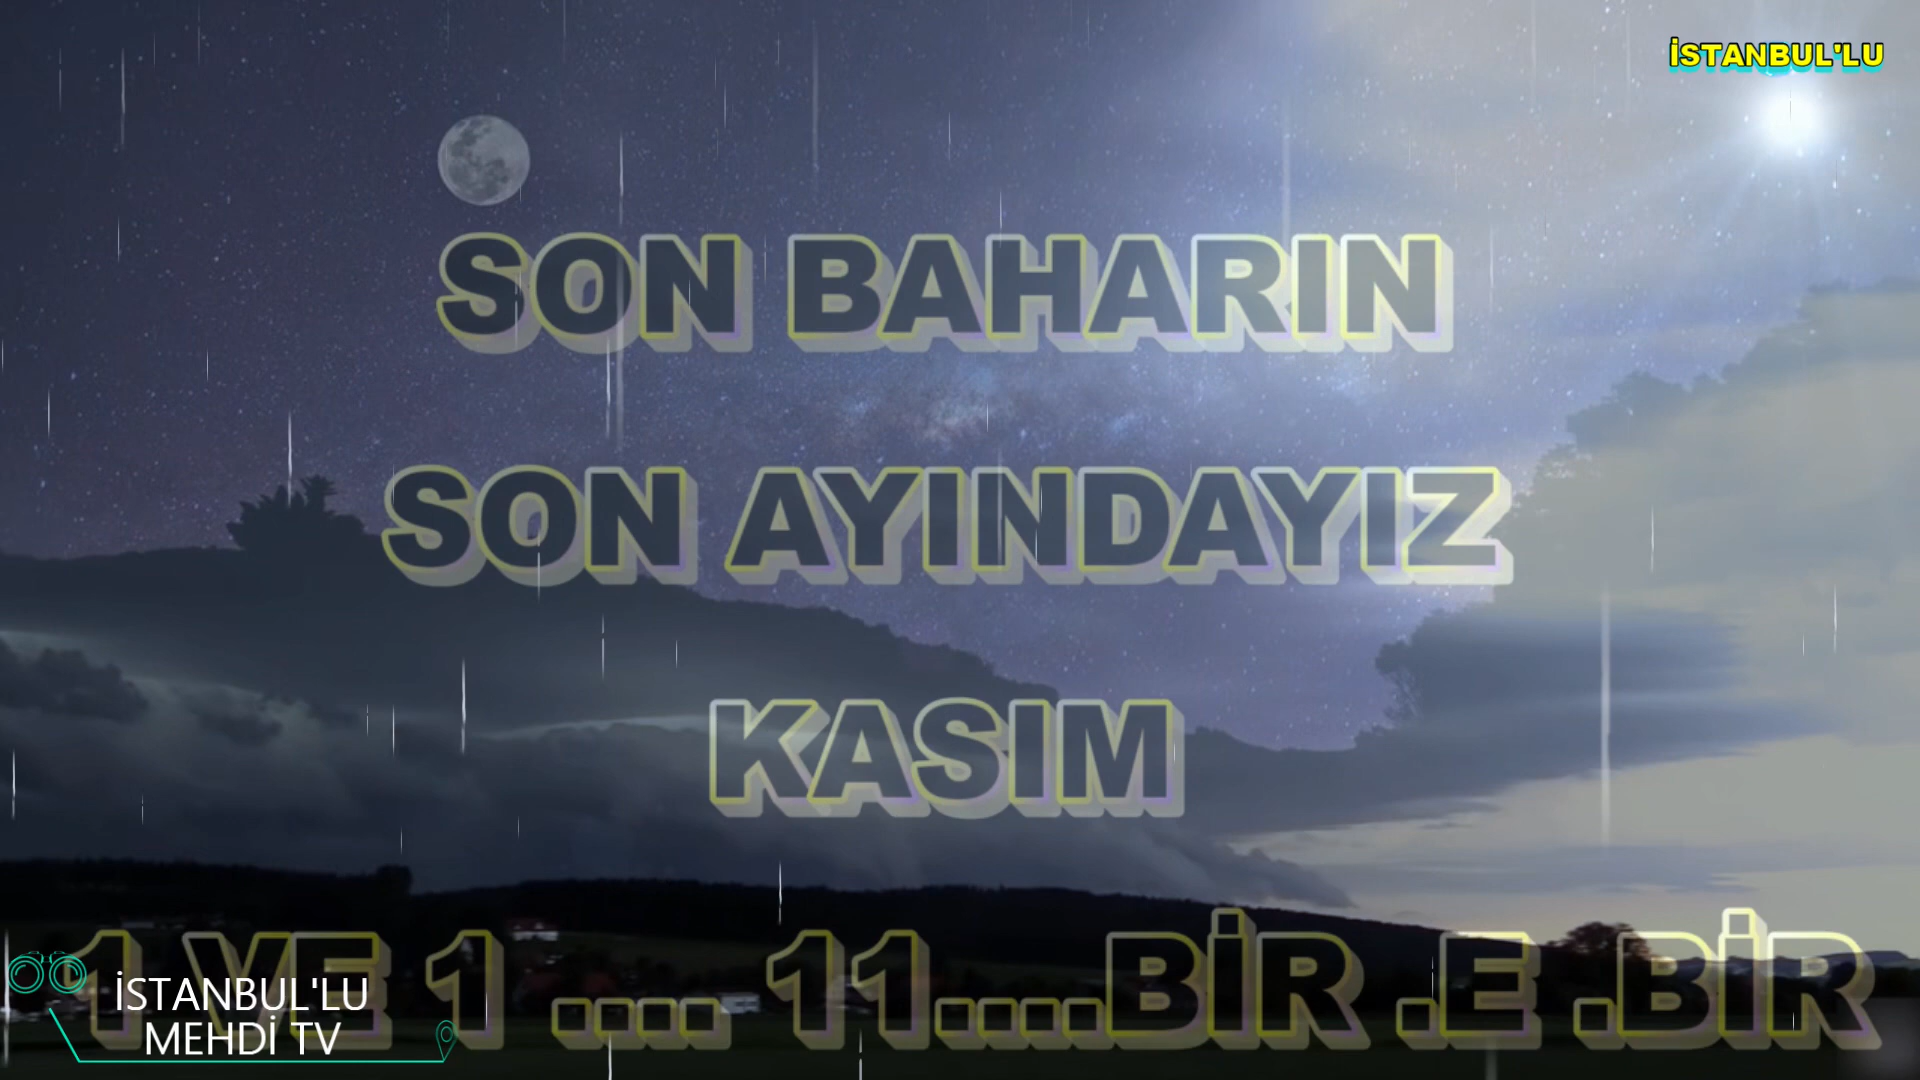 İSTANBUL'LU
SON BAHARIN
SON AYINDAYIZ
KASIM
1 VE 1 .... 11....BİR .E .BİR
İSTANBUL'LU
MEHDİ TV